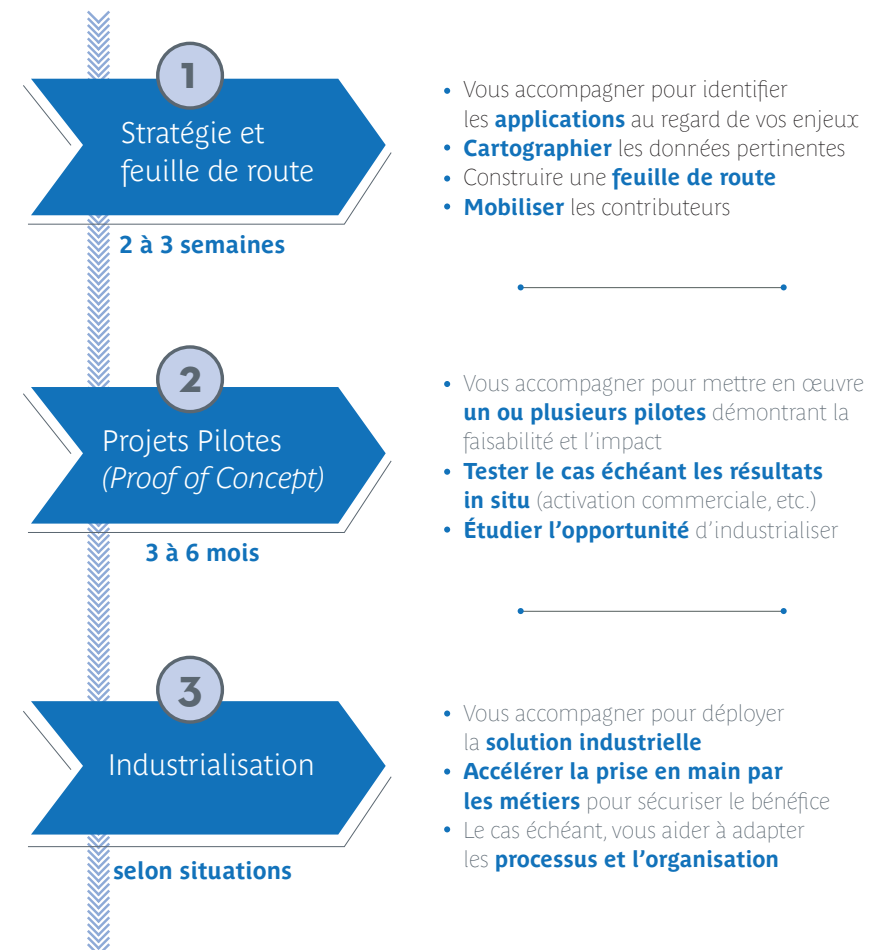 1
Stratégie et
feuille de route
2 à 3 semaines
• Vous accompagner pour identifier
les applications au regard de vos enjeux
• Cartographier les données pertinentes
• Construire une feuille de route
• Mobiliser les contributeurs
2
Projets Pilotes
(Proof of Concept)
3 à 6 mois
• Vous accompagner pour mettre en œuvre
un ou plusieurs pilotes démontrant la
faisabilité et l’impact
• Tester le cas échéant les résultats
in situ (activation commerciale, etc.)
• Étudier l’opportunité d’industrialiser
3
Industrialisation
selon situations
• Vous accompagner pour déployer
la solution industrielle
• Accélérer la prise en main par
les métiers pour sécuriser le bénéfice
• Le cas échéant, vous aider à adapter
les processus et l’organisation